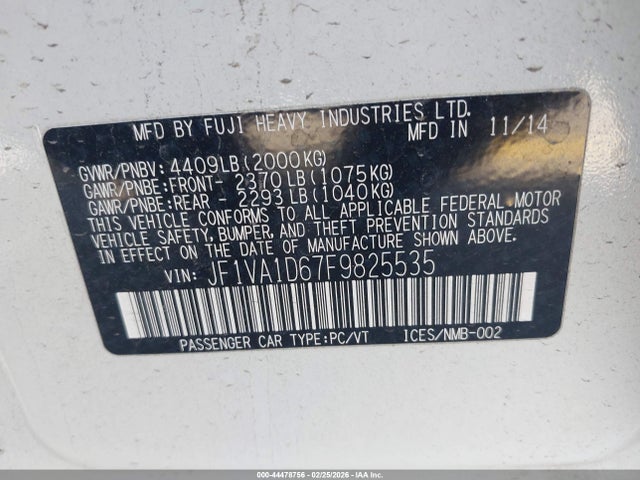 MFD BY FUJI HEAVY INDUSTRIES LTD.
MFD IN 11/14
GVWR/PNBV: 4409LB(2000KG)
GAWR/PNBE:FRONT- 2370LB(1075KG)
GAWR/PNBE:REAR - 2293LB(1040KG)
THIS VEHICLE CONFORMS TO ALL APPLICABLE FEDERAL MOTOR
VEHICLE SAFETY, BUMPER, AND THEFT PREVENTION STANDARDS
IN EFFECT ON THE DATE OF MANUFACTURE SHOWN ABOVE.
VIN: JF1VA1D67F9825535
PASSENGER CAR TYPE:PC/VT ICES/NMB-002
000-44478756 - 02/25/2026 - COPYRIGHT IAA, LLC.